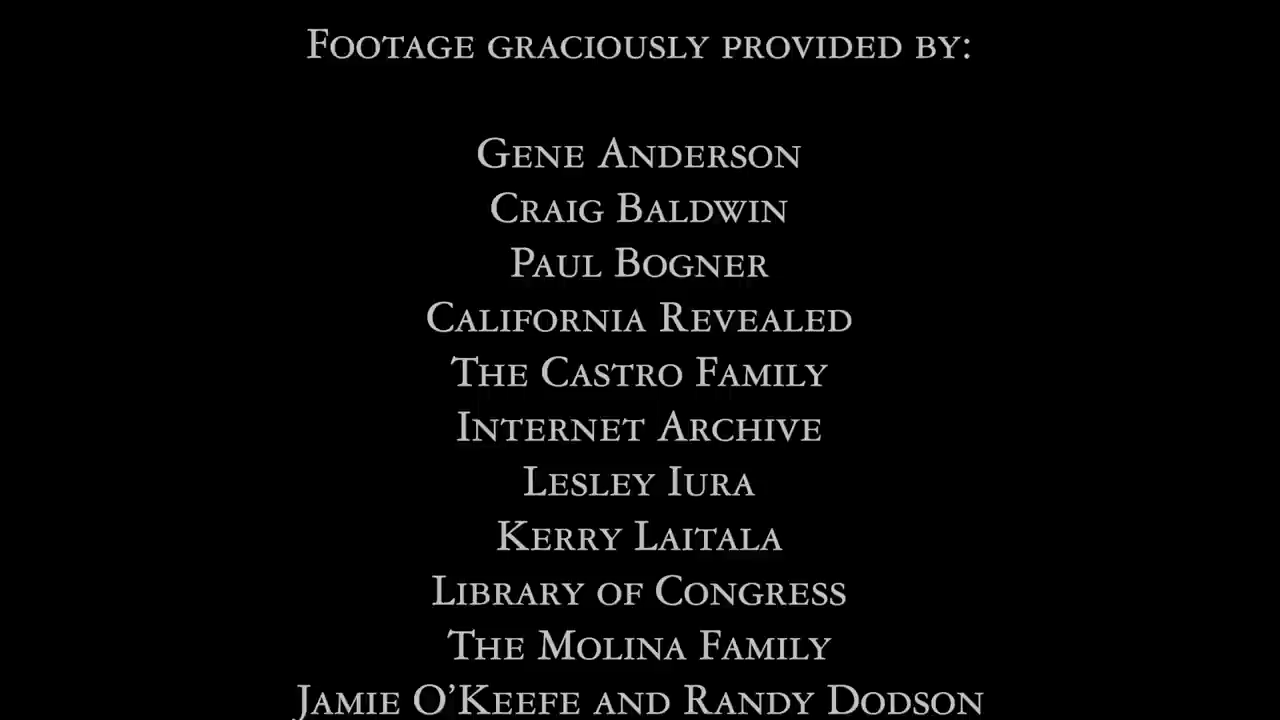 Footage graciously provided by:
Gene Anderson
Craig Baldwin
Paul Bogner
California Revealed
The Castro Family
Internet Archive
Lesley Iura
Kerry Laitala
Library of Congress
The Molina Family
Jamie O'Keefe and Randy Dodson